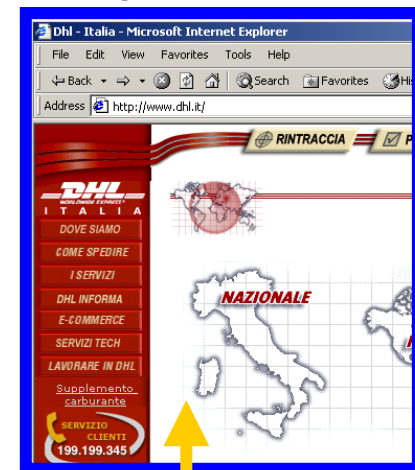 Dhl - Italia - Microsoft Internet Explorer
File Edit View Favorites Tools Help
Back Search Favorites His
Address http://www.dhl.it/
RINTRACCIA P
DHL
WORLDWIDE EXPRESS
ITALIA
DOVE SIAMO
COME SPEDIRE
I SERVIZI
DHL INFORMA
E-COMMERCE
SERVIZI TECH
LAVORARE IN DHL
Supplemento
carburante
SERVIZIO
CLIENTI
199.199.345
NAZIONALE